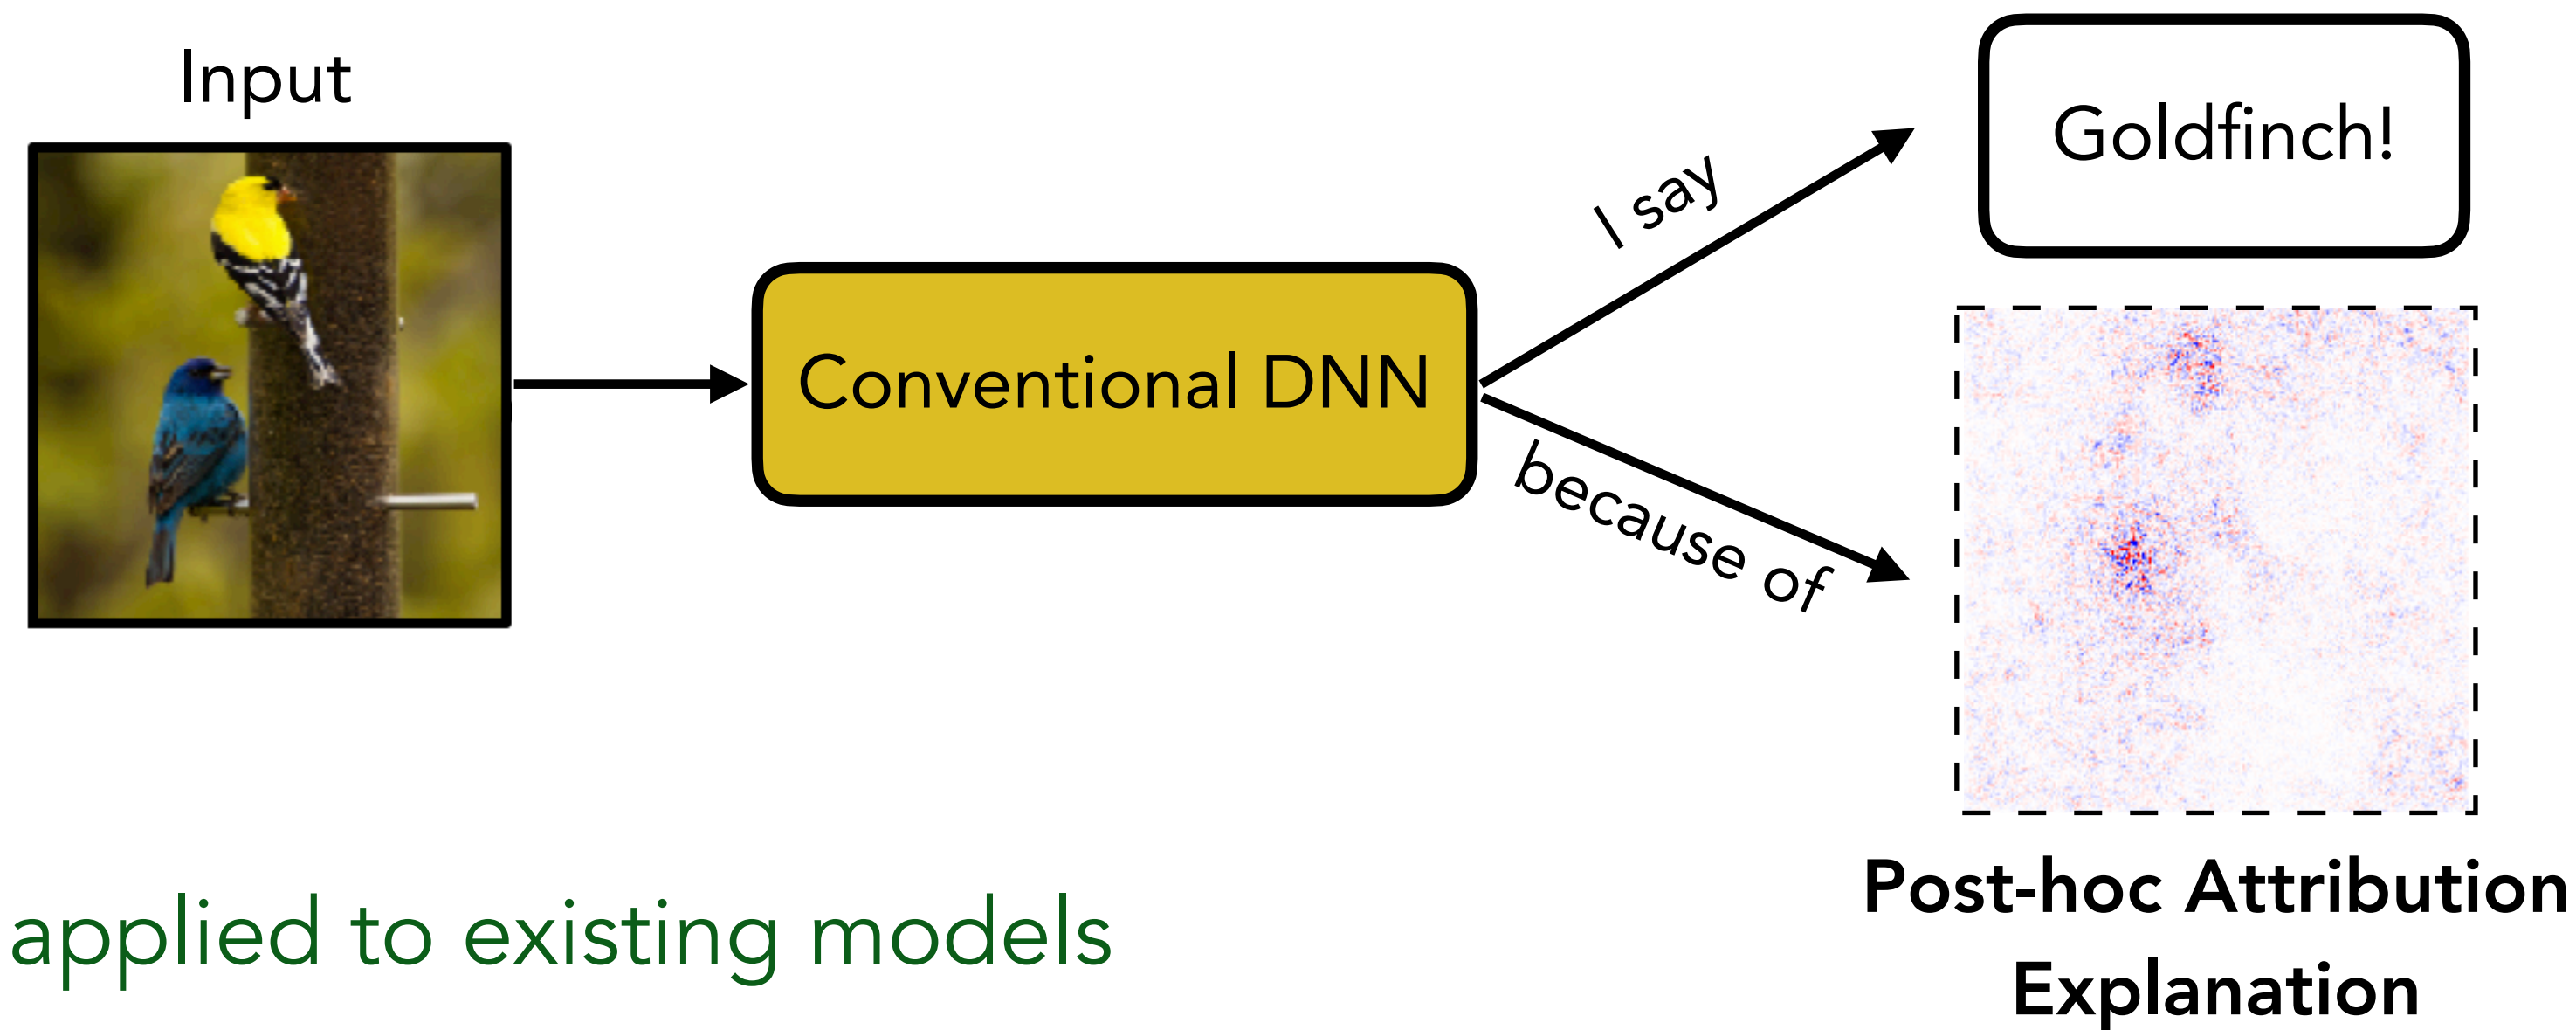 Input
Goldfinch!
I say
Conventional DNN
because of
Post-hoc Attribution
Explanation
applied to existing models